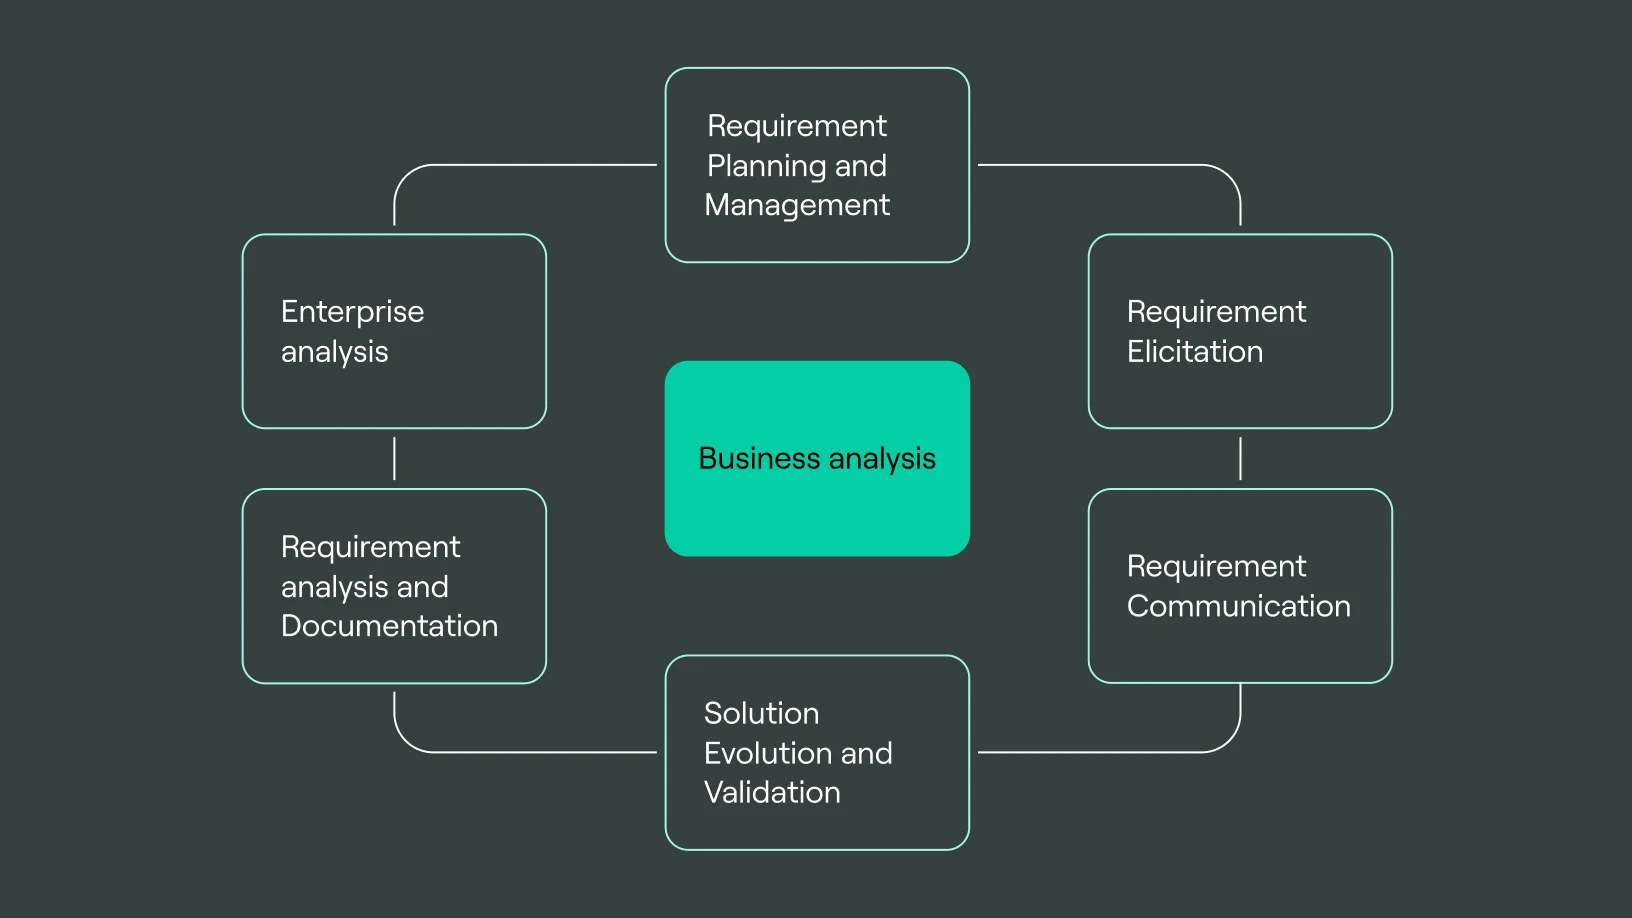 Requirement
Planning and
Management
Enterprise
analysis
Requirement
Elicitation
Business analysis
Requirement
analysis and
Documentation
Requirement
Communication
Solution
Evolution and
Validation